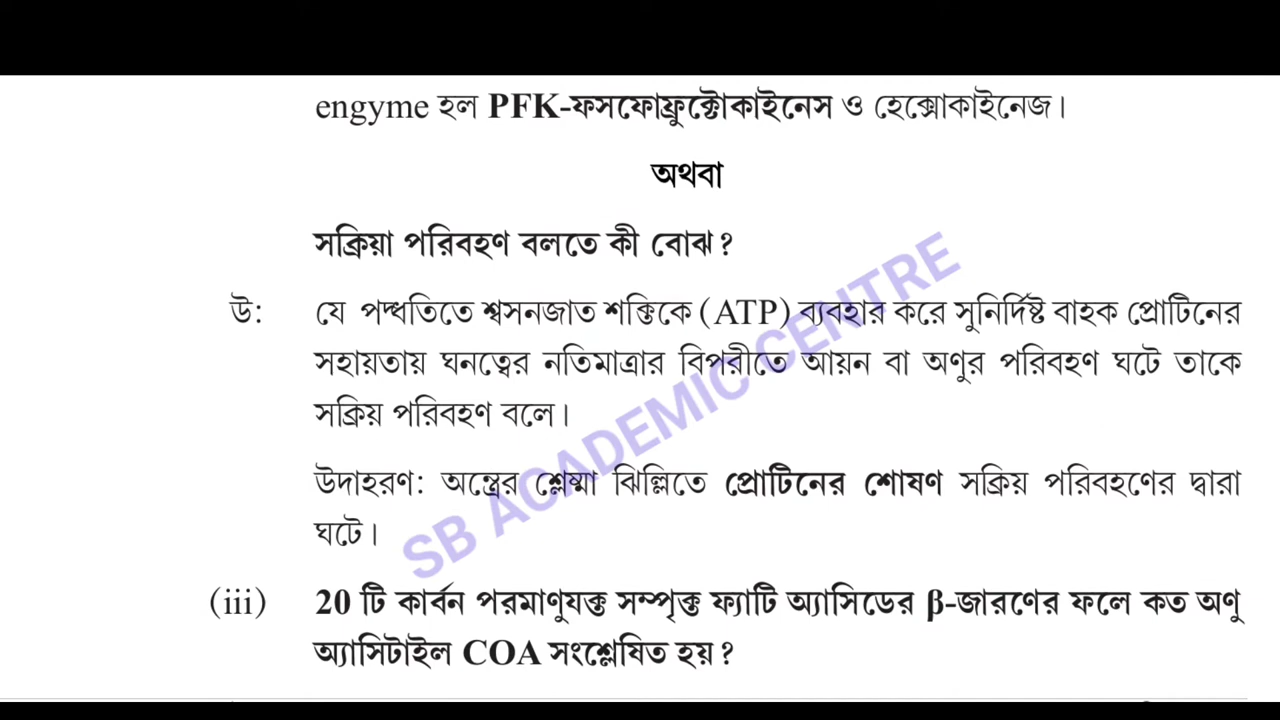 engyme হল PFK-ফসফোফ্রুক্টোকাইনেস ও হেক্সোকাইনেজ।
অথবা
সক্রিয়া পরিবহণ বলতে কী বোঝ?
উ: যে পদ্ধতিতে শ্বসনজাত শক্তিকে (ATP) ব্যবহার করে সুনির্দিষ্ট বাহক প্রোটিনের
সহায়তায় ঘনত্বের নতিমাত্রার বিপরীতে আয়ন বা অণুর পরিবহণ ঘটে তাকে
সক্রিয় পরিবহণ বলে।
উদাহরণ: অন্ত্রের শ্লেষ্মা ঝিল্লিতে প্রোটিনের শোষণ সক্রিয় পরিবহণের দ্বারা
ঘটে।
(iii) 20 টি কার্বন পরমাণুযক্ত সম্পৃক্ত ফ্যাটি অ্যাসিডের β-জারণের ফলে কত অণু
অ্যাসিটাইল COA সংশ্লেষিত হয়?
SB ACADEMIC CENTRE